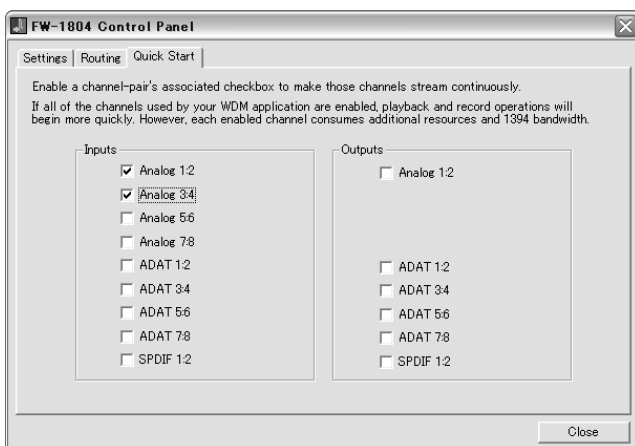 FW-1804 Control Panel
Settings Routing Quick Start
Enable a channel-pair's associated checkbox to make those channels stream continuously.
If all of the channels used by your WDM application are enabled, playback and record operations will
begin more quickly. However, each enabled channel consumes additional resources and 1394 bandwidth.
Inputs
Analog 1:2
Analog 3:4
Analog 5:6
Analog 7:8
ADAT 1:2
ADAT 3:4
ADAT 5:6
ADAT 7:8
SPDIF 1:2
Outputs
Analog 1:2
ADAT 1:2
ADAT 3:4
ADAT 5:6
ADAT 7:8
SPDIF 1:2
Close